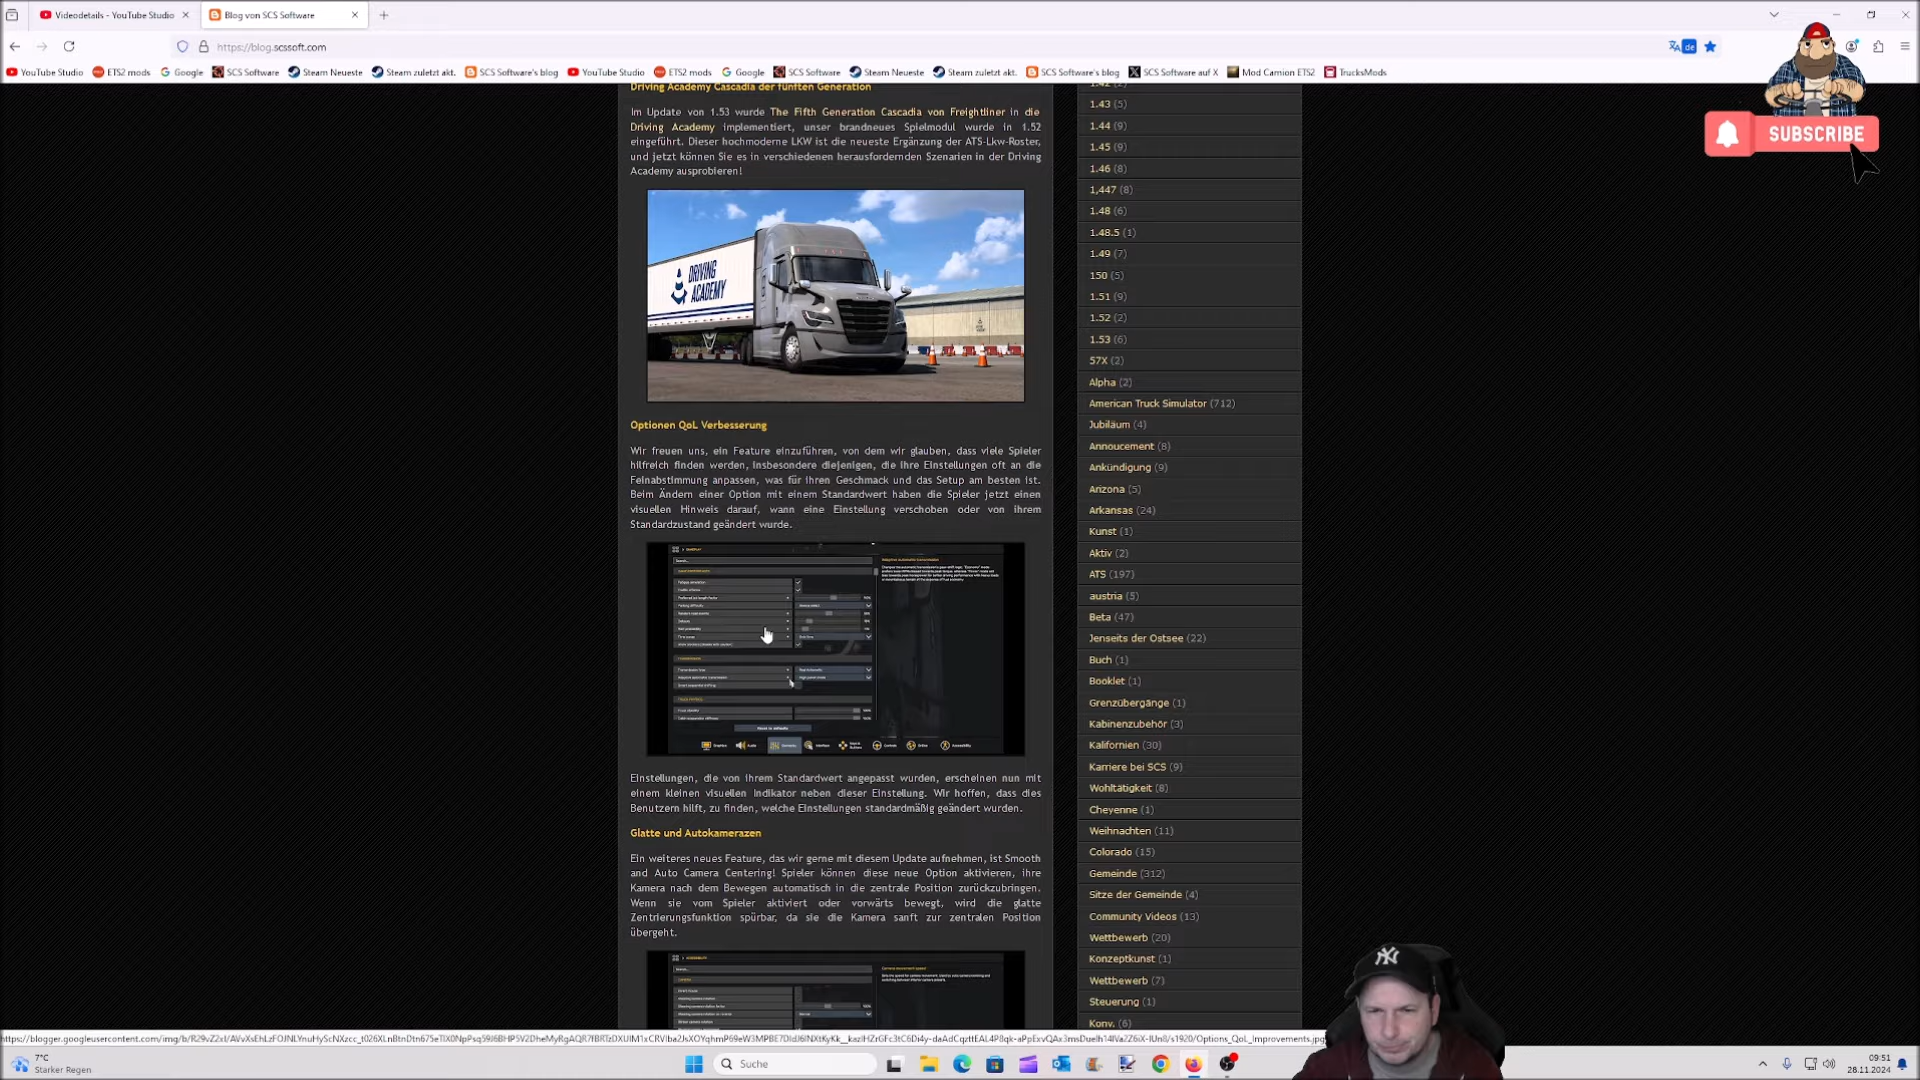 Videodetails - YouTube Studio
Blog von SCS Software
https://blog.scssoft.com
de
YouTube Studio ETS2 mods Google SCS Software Steam Neueste Steam zuletzt akt. SCS Software's blog YouTube Studio ETS2 mods Google SCS Software Steam Neueste Steam zuletzt akt. SCS Software's blog SCS Software auf X Mod Camion ETS2 TrucksMods
SUBSCRIBE
Driving Academy Cascadia der fünften Generation
Im Update von 1.53 wurde The Fifth Generation Cascadia von Freightliner in die
Driving Academy implementiert, unser brandneues Spielmodul wurde in 1.52
eingeführt. Dieser hochmoderne LKW ist die neueste Ergänzung der ATS-Lkw-Roster,
und jetzt können Sie es in verschiedenen herausfordernden Szenarien in der Driving
Academy ausprobieren!
DRIVING
ACADEMY
Optionen QoL Verbesserung
Wir freuen uns, ein Feature einzuführen, von dem wir glauben, dass viele Spieler
hilfreich finden werden, insbesondere diejenigen, die ihre Einstellungen oft an die
Feinabstimmung anpassen, was für ihren Geschmack und das Setup am besten ist.
Beim Ändern einer Option mit einem Standardwert haben die Spieler jetzt einen
visuellen Hinweis darauf, wann eine Einstellung verschoben oder von ihrem
Standardzustand geändert wurde.
Einstellungen, die von ihrem Standardwert angepasst wurden, erscheinen nun mit
einem kleinen visuellen Indikator neben dieser Einstellung. Wir hoffen, dass dies
Benutzern hilft, zu finden, welche Einstellungen standardmäßig geändert wurden.
Glatte und Autokamerazen
Ein weiteres neues Feature, das wir gerne mit diesem Update aufnehmen, ist Smooth
and Auto Camera Centering! Spieler können diese neue Option aktivieren, ihre
Kamera nach dem Bewegen automatisch in die zentrale Position zurückzubringen.
Wenn sie vom Spieler aktiviert oder vorwärts bewegt, wird die glatte
Zentrierungsfunktion spürbar, da sie die Kamera sanft zur zentralen Position
übergeht.
1.43 (5)
1.44 (9)
1.45 (9)
1.46 (8)
1,447 (8)
1.48 (6)
1.48.5 (1)
1.49 (7)
150 (5)
1.51 (9)
1.52 (2)
1.53 (6)
57X (2)
Alpha (2)
American Truck Simulator (712)
Jubiläum (4)
Annoucement (8)
Ankündigung (9)
Arizona (5)
Arkansas (24)
Kunst (1)
Aktiv (2)
ATS (197)
austria (5)
Beta (47)
Jenseits der Ostsee (22)
Buch (1)
Booklet (1)
Grenzübergänge (1)
Kabinenzubehör (3)
Kalifornien (30)
Karriere bei SCS (9)
Wohltätigkeit (8)
Cheyenne (1)
Weihnachten (11)
Colorado (15)
Gemeinde (312)
Sitze der Gemeinde (4)
Community Videos (13)
Wettbewerb (20)
Konzeptkunst (1)
Wettbewerb (7)
Steuerung (1)
Konv. (6)
7°C
Starker Regen
Suche
09:51
28.11.2024